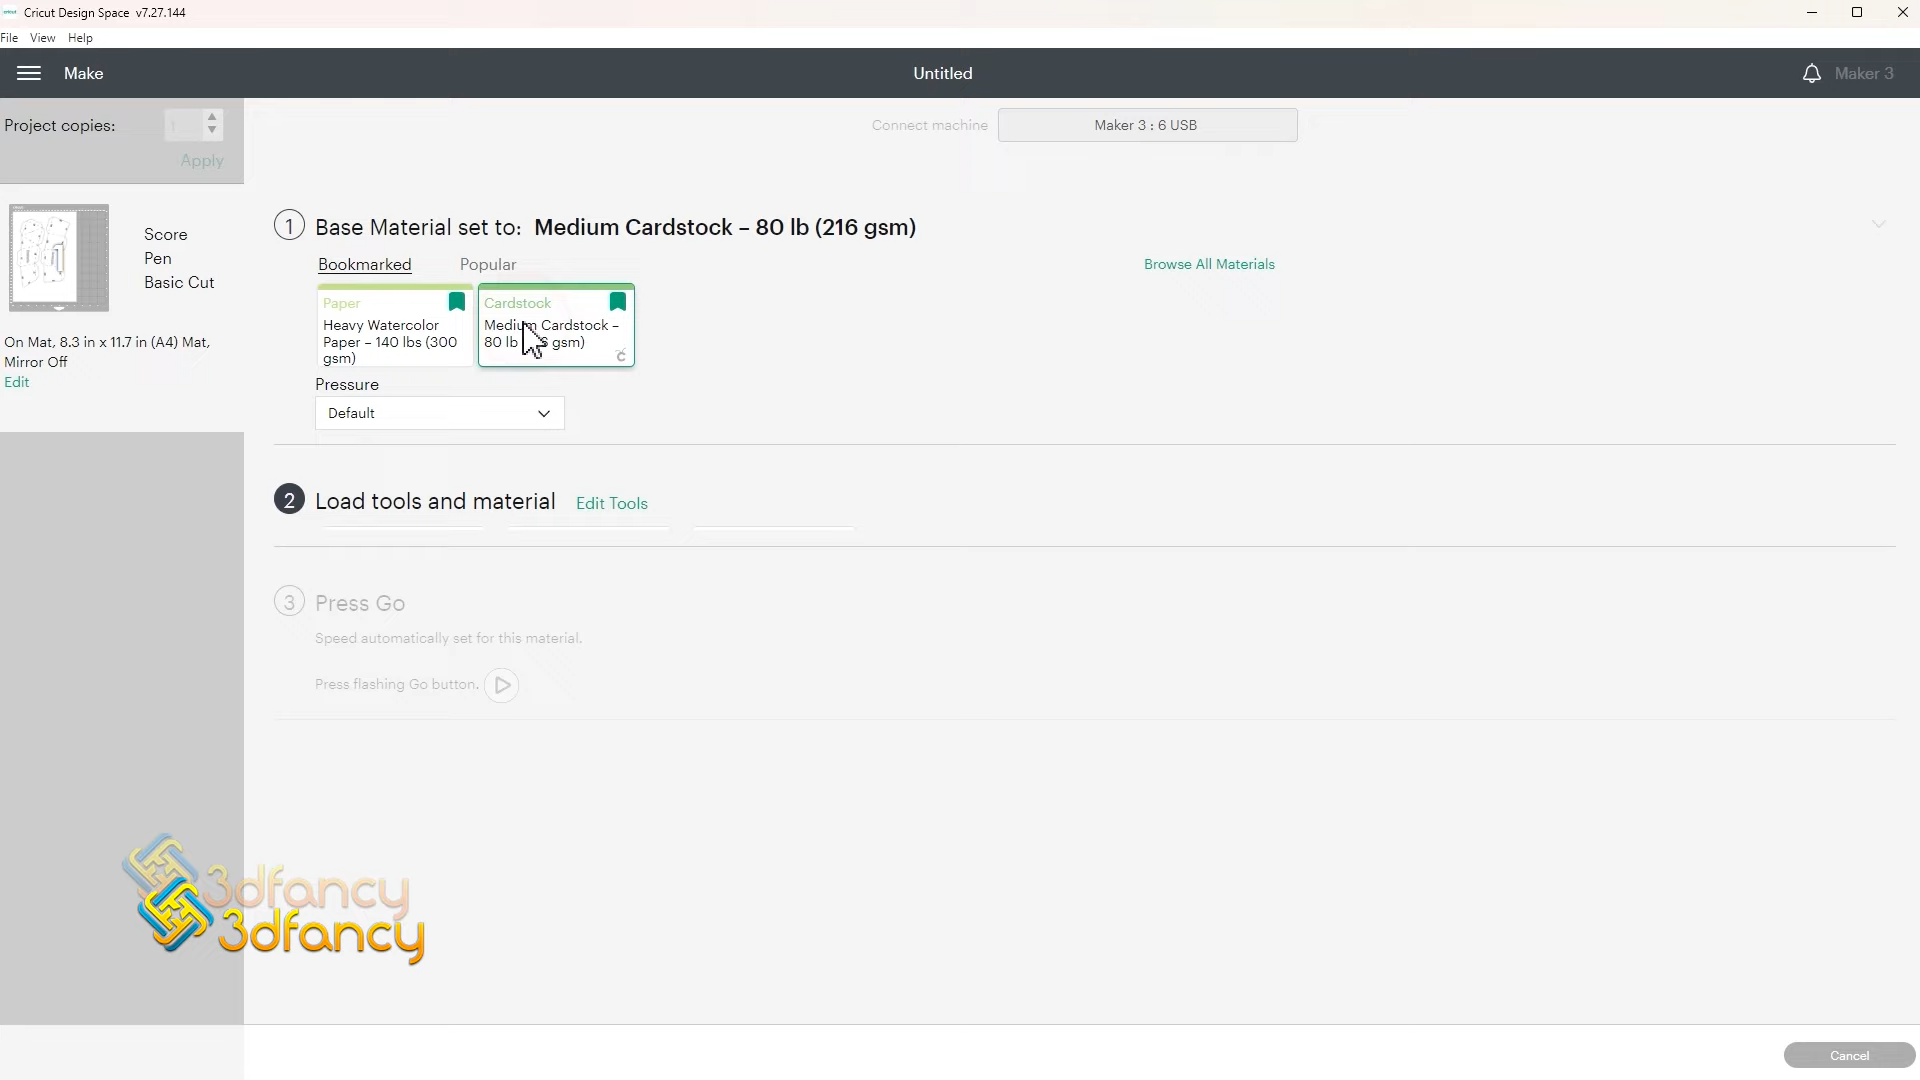 Cricut Design Space v7.27.144
File View Help
Make
Untitled
Maker 3
Project copies:
1
Apply
Connect machine
Maker 3 : 6 USB
Score
Pen
Basic Cut
On Mat, 8.3 in x 11.7 in (A4) Mat,
Mirror Off
Edit
1 Base Material set to: Medium Cardstock – 80 lb (216 gsm)
Bookmarked Popular
Browse All Materials
Paper
Heavy Watercolor
Paper – 140 lbs (300
gsm)
Cardstock
Medium Cardstock –
80 lb gsm)
Pressure
Default
2 Load tools and material Edit Tools
3 Press Go
Speed automatically set for this material.
Press flashing Go button.
3dfancy
3dfancy
Cancel